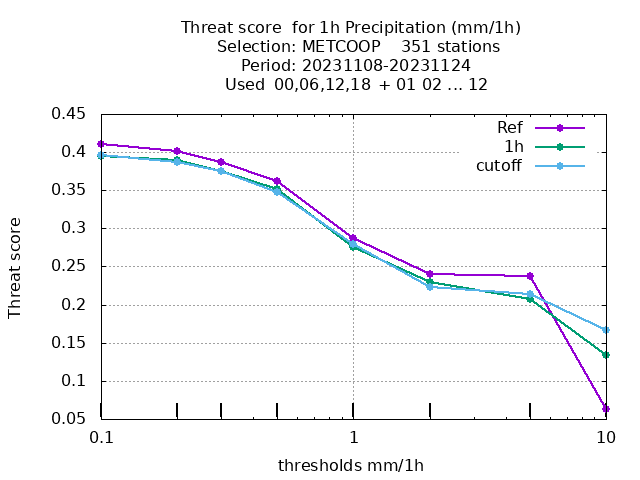 Threat score  for 1h Precipitation (mm/1h)
Selection: METCOOP    351 stations
Period: 20231108-20231124
Used  00,06,12,18  + 01 02 ... 12
Ref
1h
cutoff
0.45
0.4
0.35
0.3
0.25
0.2
0.15
0.1
0.05
Threat score
0.1
1
10
thresholds mm/1h